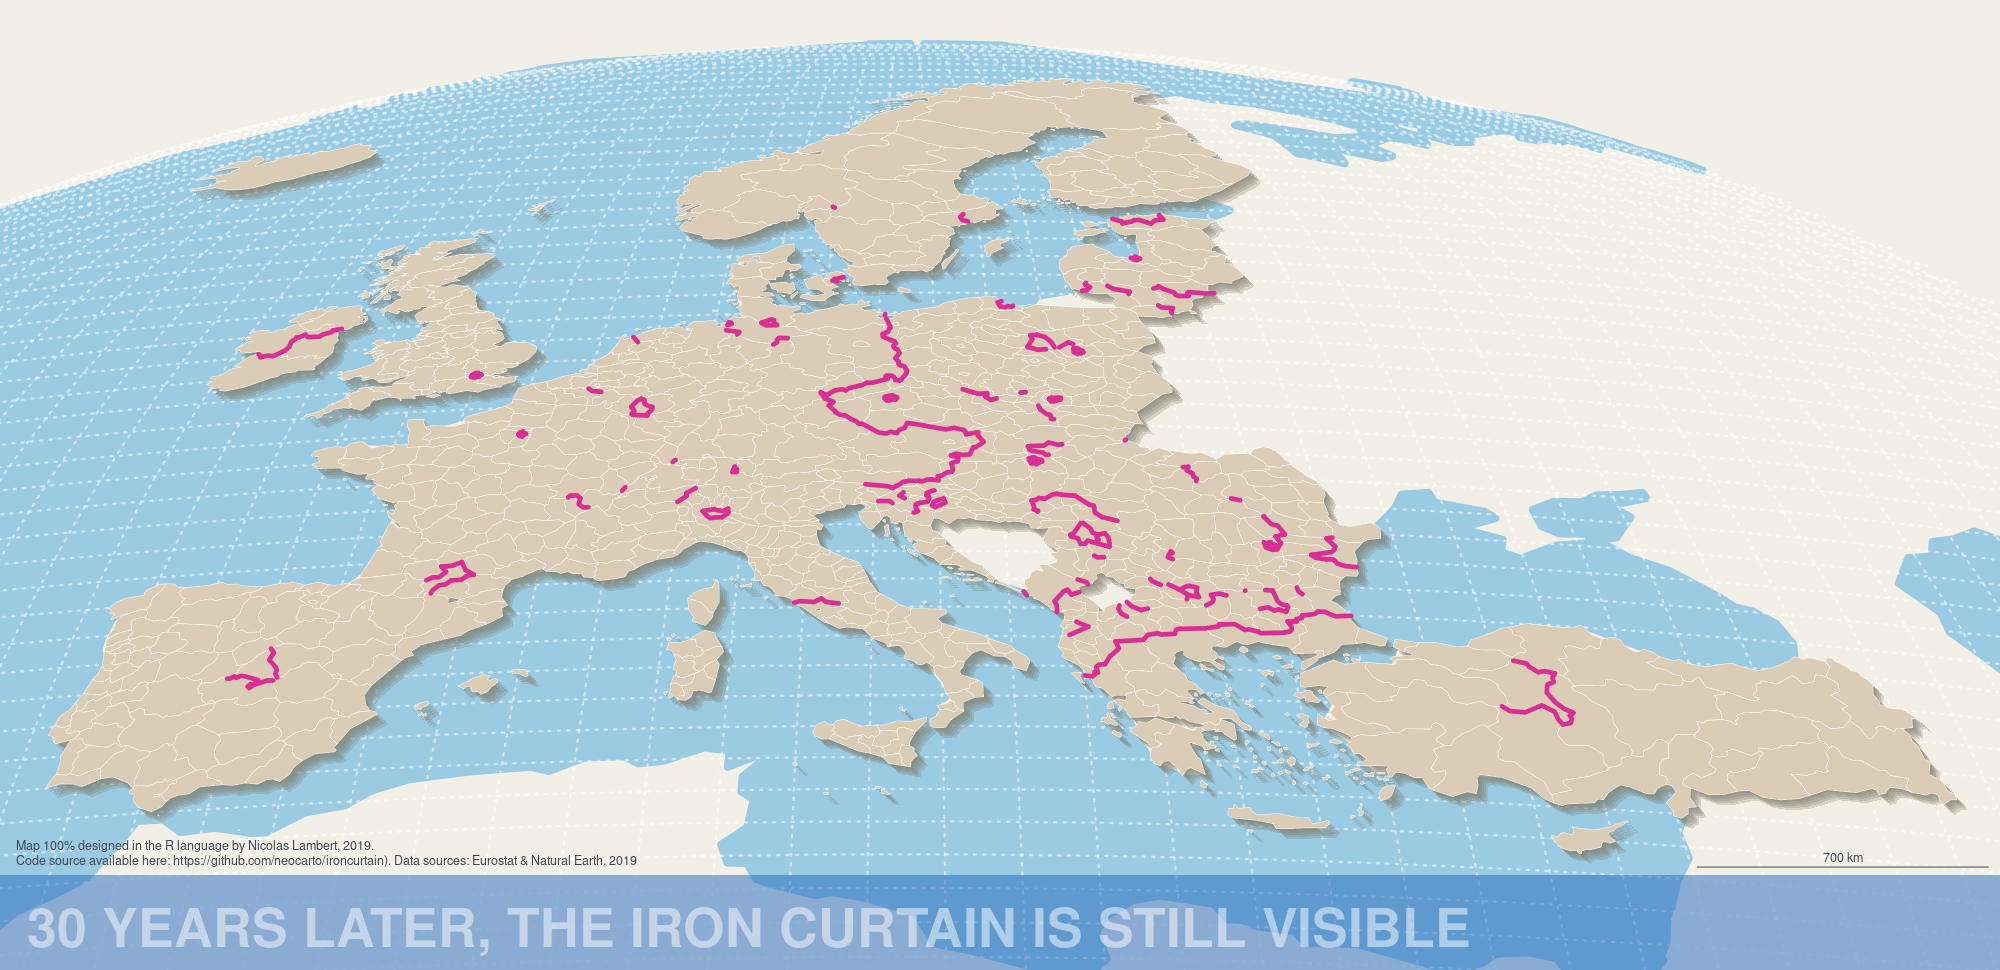 Map 100% designed in the R language by Nicolas Lambert, 2019.
Code source available here: https://github.com/neocarto/ironcurtain). Data sources: Eurostat & Natural Earth, 2019
700 km
30 YEARS LATER, THE IRON CURTAIN IS STILL VISIBLE